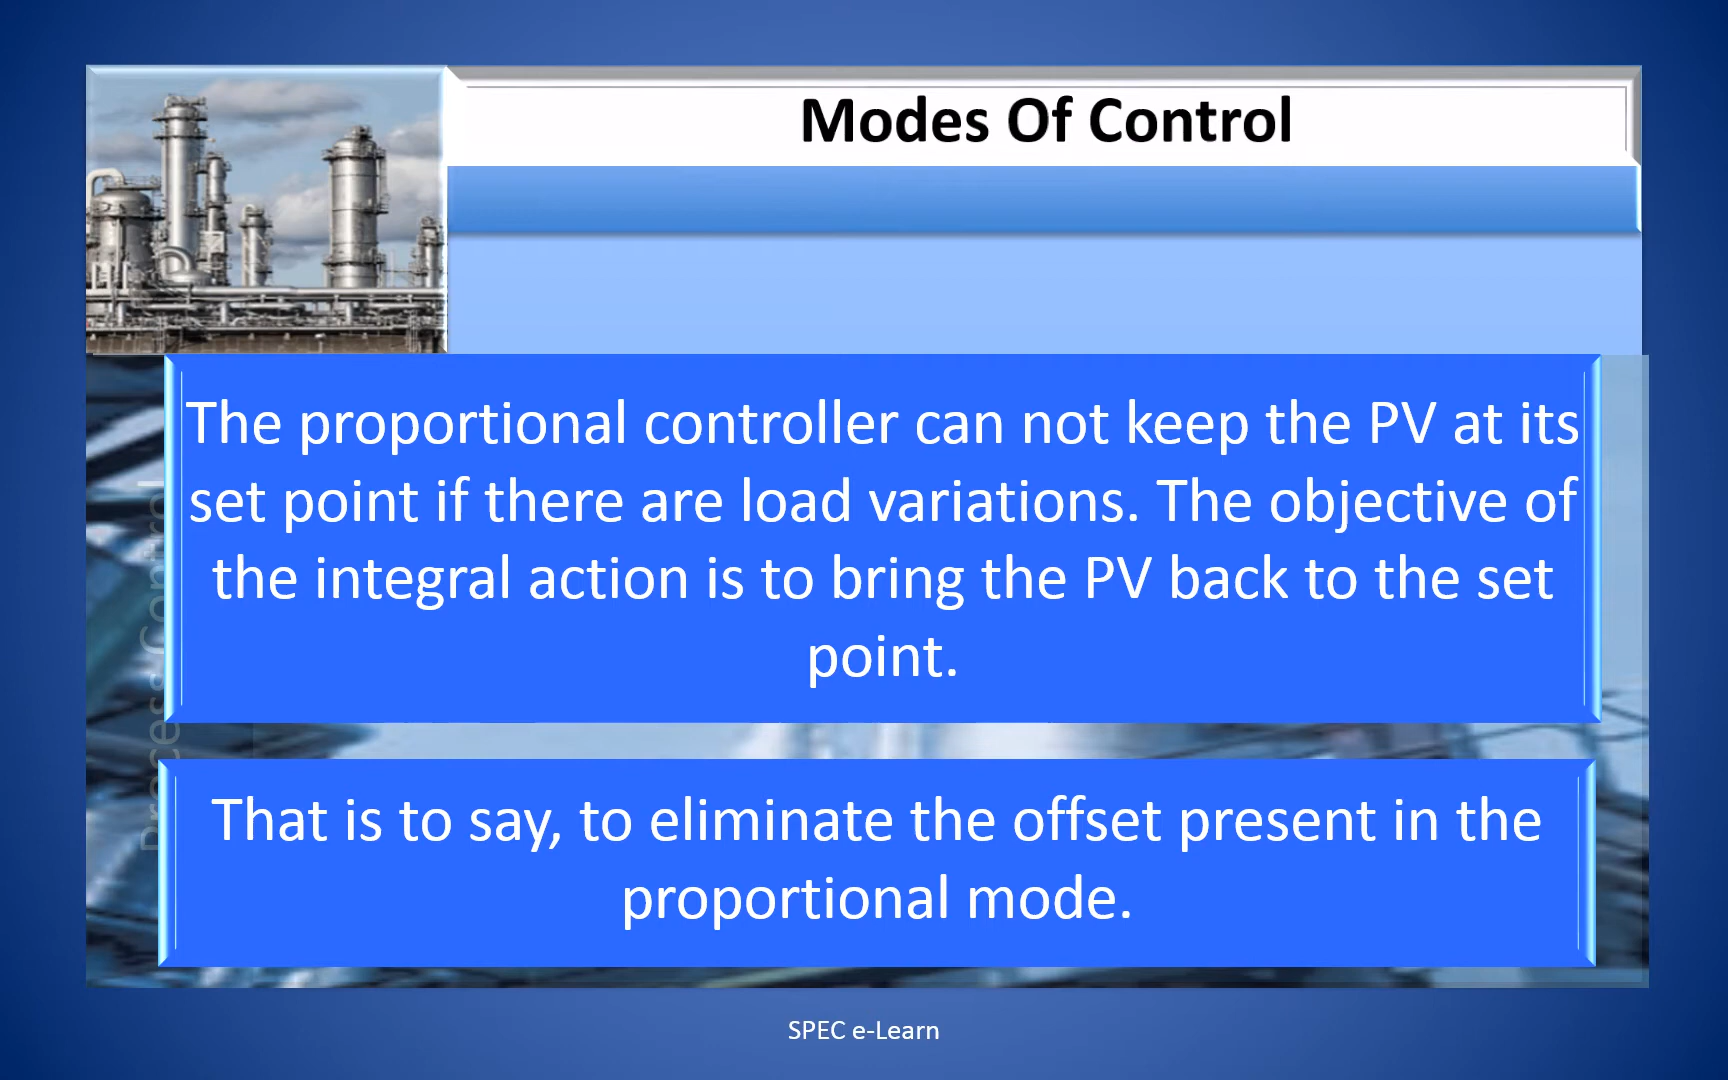 Modes Of Control
The proportional controller can not keep the PV at its
set point if there are load variations. The objective of
the integral action is to bring the PV back to the set
point.
Process Control
That is to say, to eliminate the offset present in the
proportional mode.
SPEC e-Learn